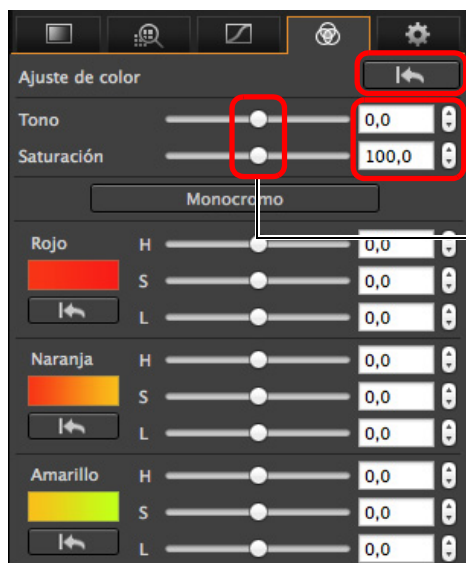 Ajuste de color
Tono 0,0
Saturación 100,0
Monocromo
Rojo H 0,0
S 0,0
L 0,0
Naranja H 0,0
S 0,0
L 0,0
Amarillo H 0,0
S 0,0
L 0,0